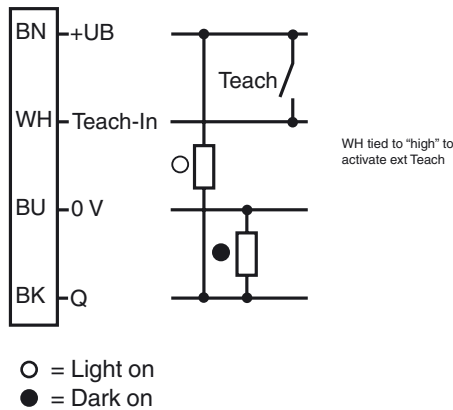 BN +UB
Teach
WH Teach-In
WH tied to “high” to
activate ext Teach
BU 0 V
BK Q
= Light on
= Dark on